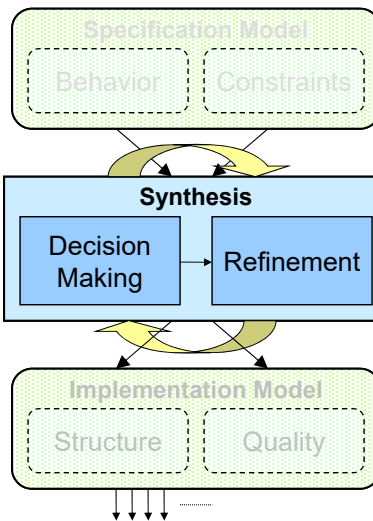 Specification Model
Behavior
Constraints
Synthesis
Decision
Making
Refinement
Implementation Model
Structure
Quality